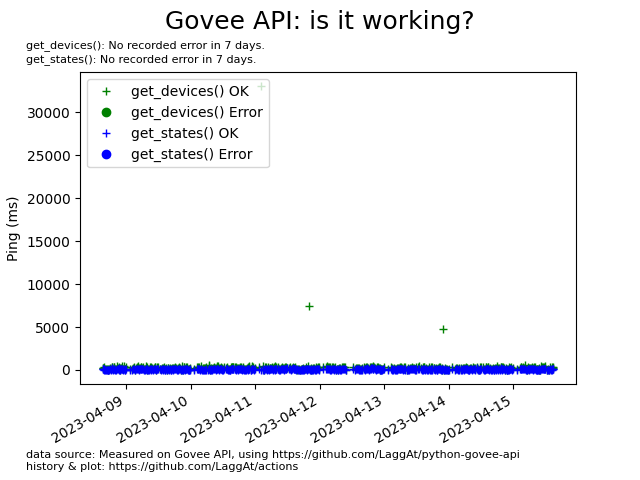 Govee API: is it working?
get_devices(): No recorded error in 7 days.
get_states(): No recorded error in 7 days.
get_devices() OK
get_devices() Error
get_states() OK
get_states() Error
Ping (ms)
30000
25000
20000
15000
10000
5000
0
2023-04-09
2023-04-10
2023-04-11
2023-04-12
2023-04-13
2023-04-14
2023-04-15
data source: Measured on Govee API, using https://github.com/LaggAt/python-govee-api
history & plot: https://github.com/LaggAt/actions